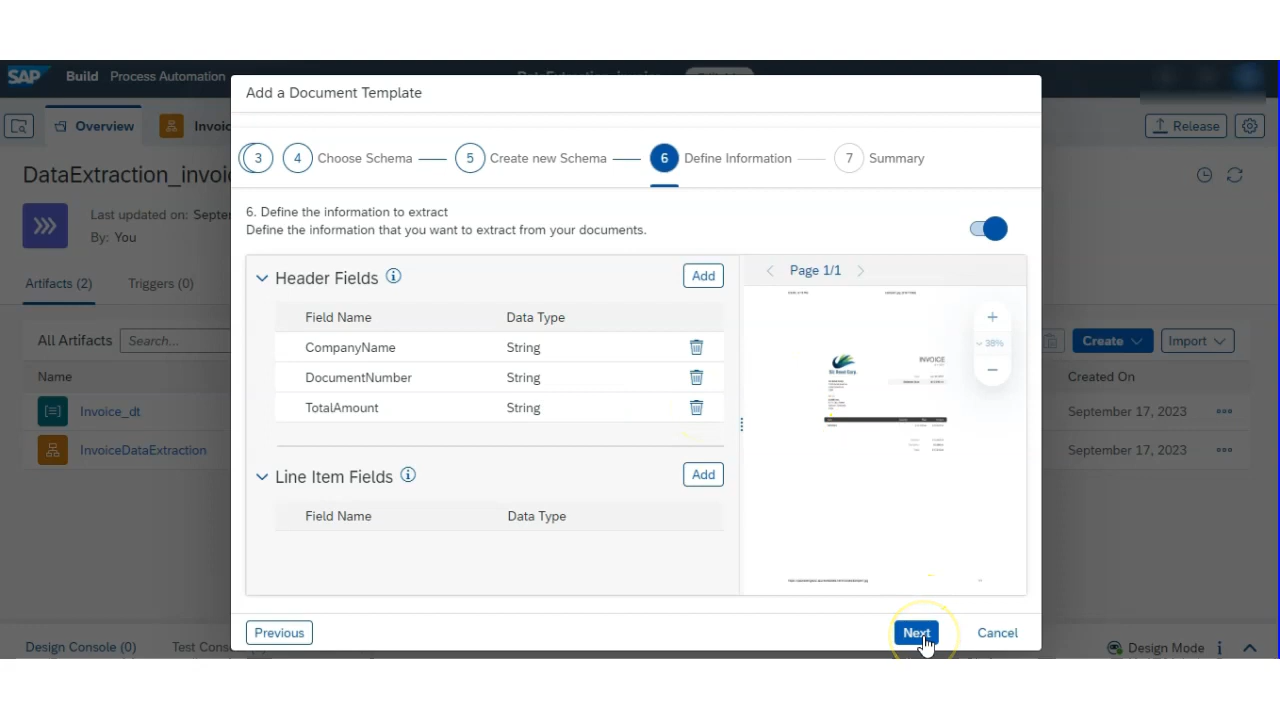 SAP Build Process Automation
Add a Document Template
Overview
Release
3 4 Choose Schema 5 Create new Schema 6 Define Information 7 Summary
Last updated on:
By: You
6. Define the information to extract
Define the information that you want to extract from your documents.
Artifacts (2) Triggers (0)
Header Fields Add
Page 1/1
Field Name Data Type
CompanyName String
DocumentNumber String
TotalAmount String
INVOICE
38%
All Artifacts Search... Create Import
Name Created On
Invoice_dt September 17, 2023
InvoiceDataExtraction September 17, 2023
Line Item Fields Add
Field Name Data Type
Previous Next Cancel
Design Console (0) Design Mode